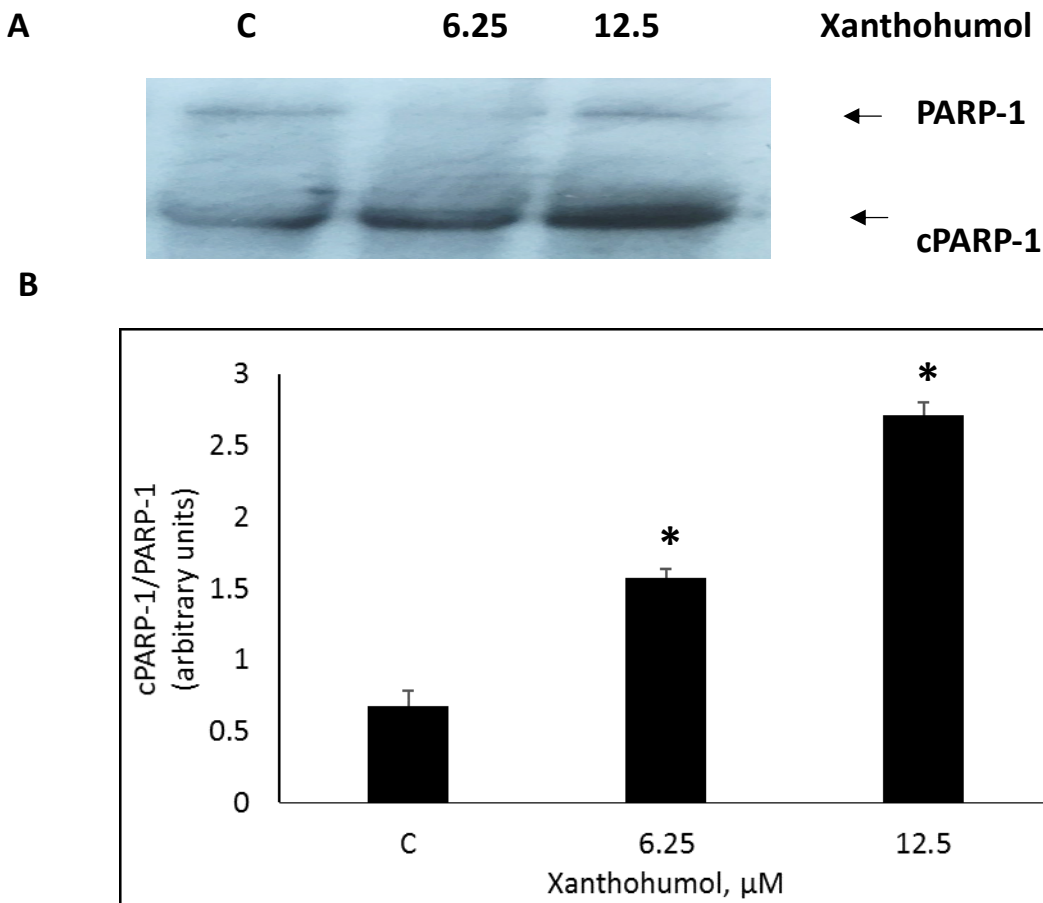 A C 6.25 12.5 Xanthohumol
PARP-1
cPARP-1
B
3
2.5
2
1.5
1
0.5
0
cPARP-1/PARP-1
(arbitrary units)
*
*
C 6.25 12.5
Xanthohumol, µM